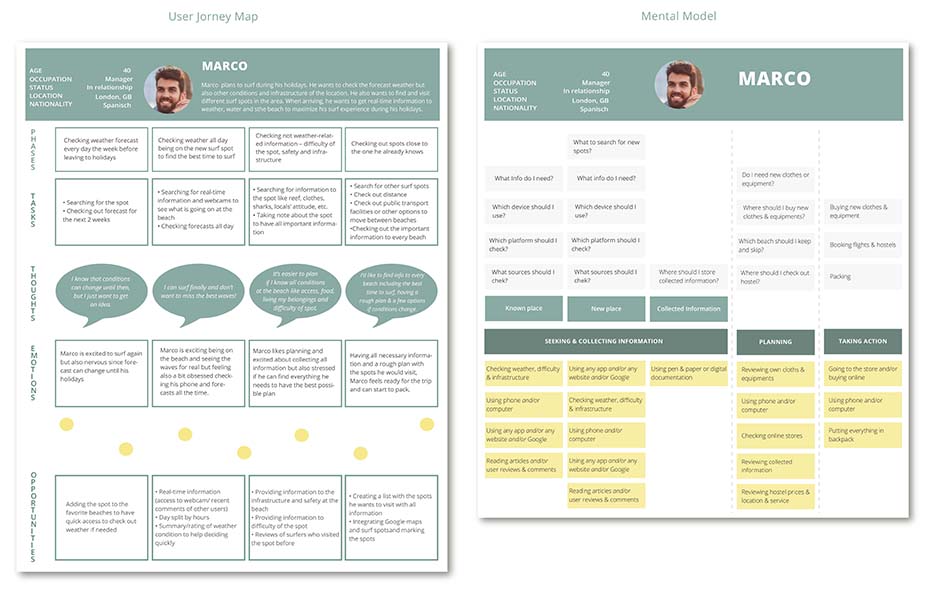 User Jorney Map
MARCO
AGE 40
OCCUPATION Manager
STATUS In relationship
LOCATION London, GB
NATIONALITY Spanisch
Marco plans to surf during his holidays. He wants to check the forecast weather but
also other conditions and infrastructure of the location. He also wants to find and visit
different surf spots in the area. When arriving, he wants to get real-time information to
weather, water and sthe beach to maximize his surf experience during his holidays.
PHASES
Checking weather forecast
every day the week before
leaving to holidays
Checking weather all day
being on the new surf spot
to find the best time to surf
Checking not weather-relat-
ed information – difficulty of
the spot, safety and infra-
structure
Checking out spots close to
the one he already knows
TASKS
• Searching for the spot
• Checking out forecast for
the next 2 weeks
• Searching for real-time
information and webcams to
see what is going on at the
beach
• Checking forecasts all day
• Searching for information to
the spot like reef, clothes,
sharks, locals' attitude, etc.
• Taking note about the spot
to have all important informa-
tion
• Search for other surf spots
• Check out distance
• Check out public transport
facilities or other options to
move between beaches
•Checking out the important
information to every beach
THOUGHTS
I know that conditions
can change until then,
but I just want to get
an idea.
I can surf finally and don't
want to miss the best waves!
It's easier to plan
if I know all conditions
at the beach like access, food,
living my belongings and
difficulty of spot.
I'd like to find info to every
beach including the best
time to surf, having a
rough plan & a few options
if conditions change.
EMOTIONS
Marco is excited to surf again
but also nervous since fore-
cast can change until his
holidays
Marco is exciting being on
the beach and seeing the
waves for real but feeling
also a bit obsessed check-
ing his phone and fore-
casts all the time.
Marco likes planning and
excited about collecting all
information but also stressed
if he can find everything he
needs to have the best possi-
ble plan
Having all necessary informa-
tion and a rough plan with
the spots he would visit,
Marco feels ready for the trip
and can start to pack.
OPPORTUNITIES
Adding the spot to the
favorite beaches to have
quick access to check out
weather if needed
• Real-time information
(access to webcam/ recent
comments of other users)
• Day split by hours
• Summary/rating of weather
condition to help deciding
quickly
• Providing information to the
infrastructure and safety at the
beach
• Providing information to
difficulty of the spot
• Reviews of surfers who visited
the spot before
• Creating a list with the spots
he wants to visit with all
information
• Integrating Google-maps
and surf spotsand marking
the spots
Mental Model
MARCO
AGE 40
OCCUPATION Manager
STATUS In relationship
LOCATION London, GB
NATIONALITY Spanisch
What to search for new
spots?
What Info do I need?
What info do I need?
Do I need new clothes or
equipment?
Which device should I
use?
Which device should I
use?
Where should I buy new
clothes & equipments?
Buying new clothes &
equipment
Which platform should I
check?
Which platform should I
check?
Which beach should I keep
and skip?
Booking flights & hostels
What sources should I
chek?
What sources should I
chek?
Where should I store
collected information?
Where should I check out
hostel?
Packing
Known place
New place
Collected Information
SEEKING & COLLECTING INFORMATION
PLANNING
TAKING ACTION
Checking weather, difficulty
& infrastructure
Using any app and/or any
website and/or Google
Using pen & paper or digital
documentation
Reviewing own cloths &
equipments
Going to the store and/or
buying online
Using phone and/or
computer
Checking weather, difficulty
& infrastructure
Using phone and/or
computer
Using phone and/or
computer
Using any app and/or any
website and/or Google
Using phone and/or
computer
Checking online stores
Putting everything in
backpack
Reading articles and/or
user reviews & comments
Using any app and/or any
website and/or Google
Reviewing collected
information
Reading articles and/or
user reviews & comments
Reviewing hostel prices &
location & service